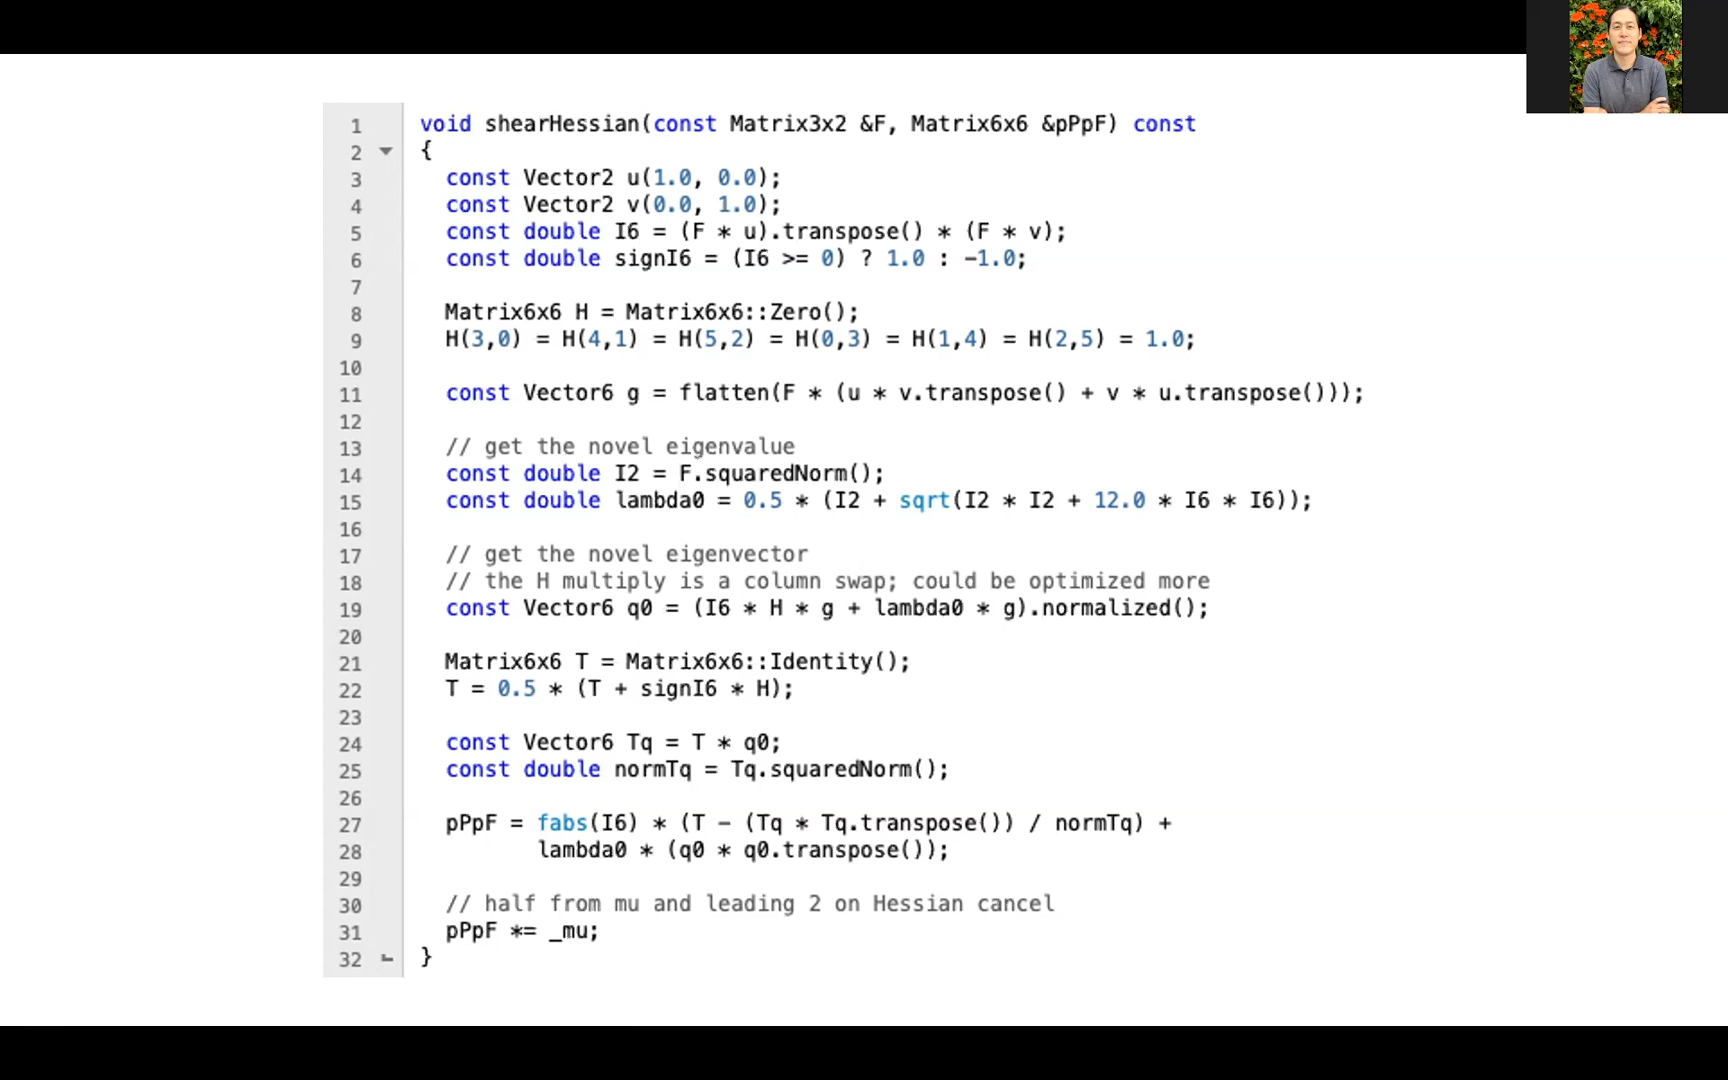 1 void shearHessian(const Matrix3x2 &F, Matrix6x6 &pPpF) const
2 {
3 const Vector2 u(1.0, 0.0);
4 const Vector2 v(0.0, 1.0);
5 const double I6 = (F * u).transpose() * (F * v);
6 const double signI6 = (I6 >= 0) ? 1.0 : -1.0;
7
8 Matrix6x6 H = Matrix6x6::Zero();
9 H(3,0) = H(4,1) = H(5,2) = H(0,3) = H(1,4) = H(2,5) = 1.0;
10
11 const Vector6 g = flatten(F * (u * v.transpose() + v * u.transpose()));
12
13 // get the novel eigenvalue
14 const double I2 = F.squaredNorm();
15 const double lambda0 = 0.5 * (I2 + sqrt(I2 * I2 + 12.0 * I6 * I6));
16
17 // get the novel eigenvector
18 // the H multiply is a column swap; could be optimized more
19 const Vector6 q0 = (I6 * H * g + lambda0 * g).normalized();
20
21 Matrix6x6 T = Matrix6x6::Identity();
22 T = 0.5 * (T + signI6 * H);
23
24 const Vector6 Tq = T * q0;
25 const double normTq = Tq.squaredNorm();
26
27 pPpF = fabs(I6) * (T - (Tq * Tq.transpose()) / normTq) +
28 lambda0 * (q0 * q0.transpose());
29
30 // half from mu and leading 2 on Hessian cancel
31 pPpF *= _mu;
32 }